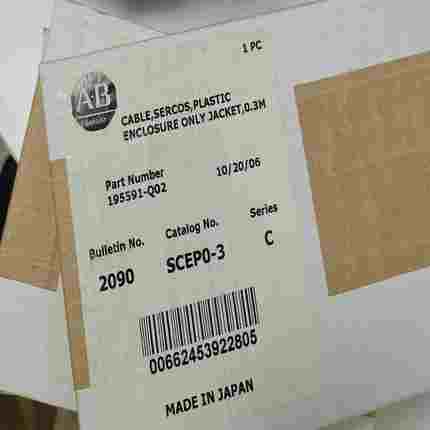 1 PC
AB
CABLE,SERCOS,PLASTIC
ENCLOSURE ONLY JACKET,0.3M
Part Number
195591-Q02
10/20/06
Bulletin No.
Catalog No.
Series
2090
SCEP0-3
C
00662453922805
MADE IN JAPAN